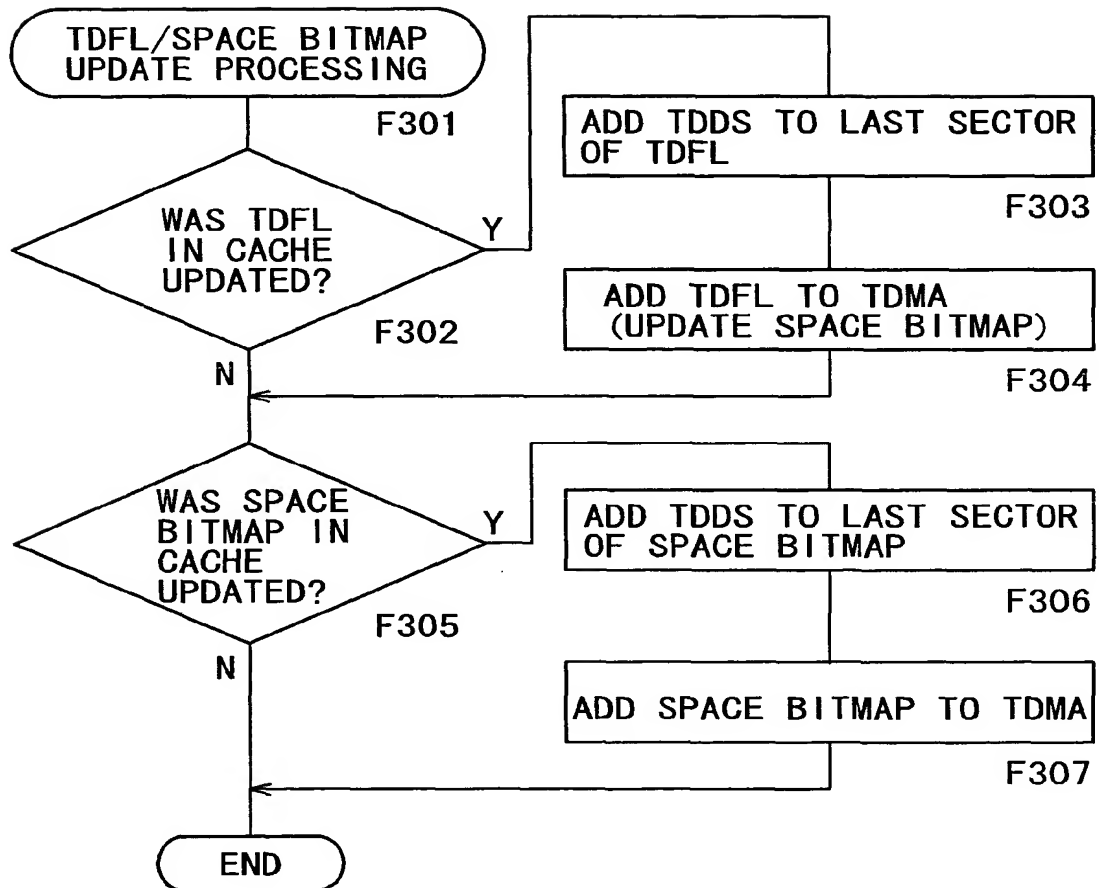 TDFL/SPACE BITMAP
UPDATE PROCESSING
F301
WAS TDFL
IN CACHE
UPDATED?
Y
F302
N
ADD TDDS TO LAST SECTOR
OF TDFL
F303
ADD TDFL TO TDMA
(UPDATE SPACE BITMAP)
F304
WAS SPACE
BITMAP IN
CACHE
UPDATED?
Y
F305
N
ADD TDDS TO LAST SECTOR
OF SPACE BITMAP
F306
ADD SPACE BITMAP TO TDMA
F307
END